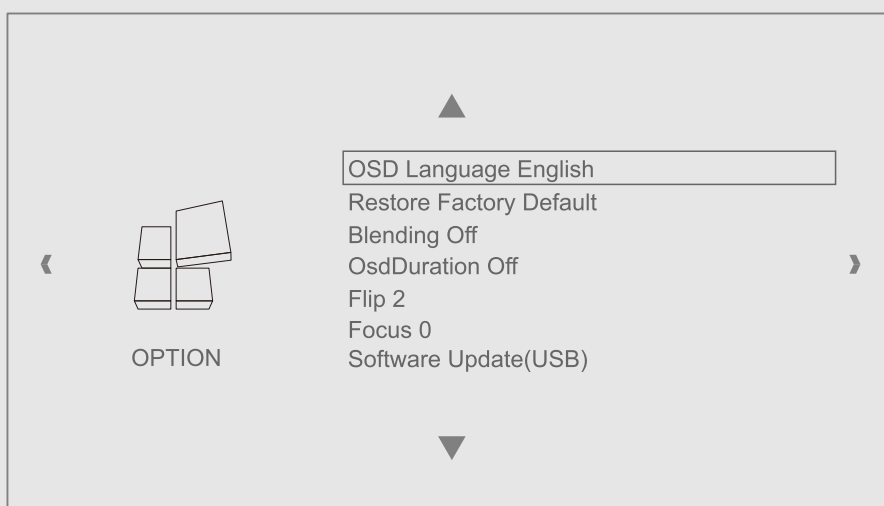 OSD Language English
Restore Factory Default
Blending Off
OsdDuration Off
Flip 2
Focus 0
Software Update(USB)
OPTION